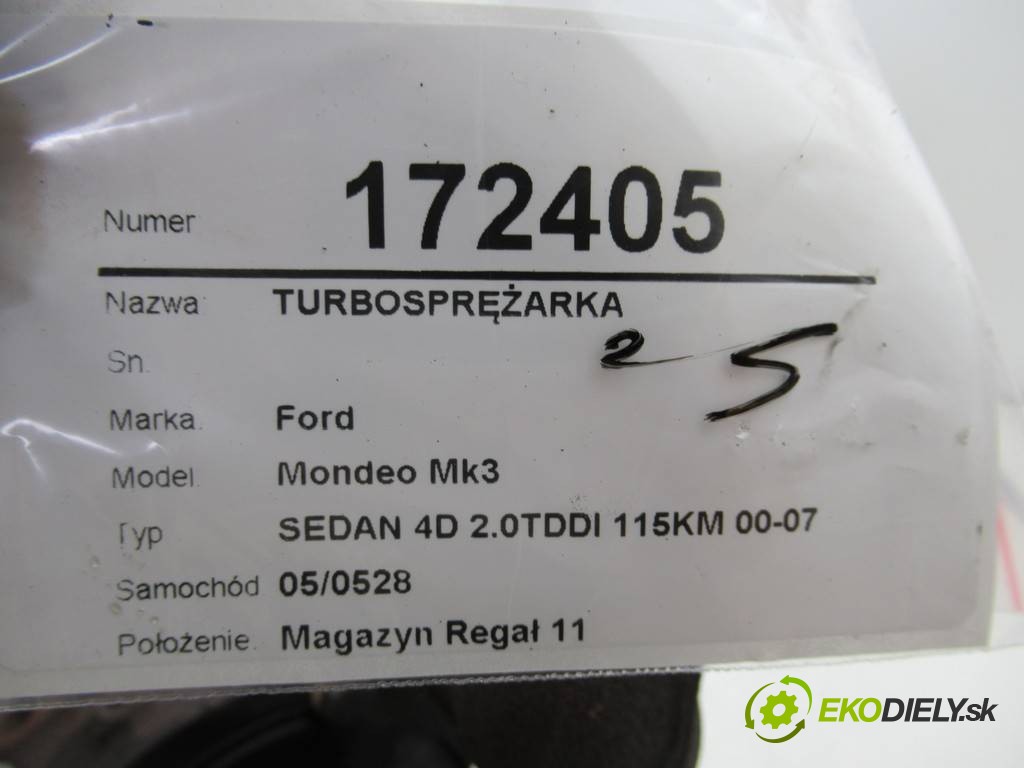 Numer 172405
Nazwa: TURBOSPRĘŻARKA
2 5
Sn.
Marka. Ford
Model. Mondeo Mk3
Typ SEDAN 4D 2.0TDDI 115KM 00-07
Samochód 05/0528
Położenie. Magazyn Regał 11
EKODIELY.sk